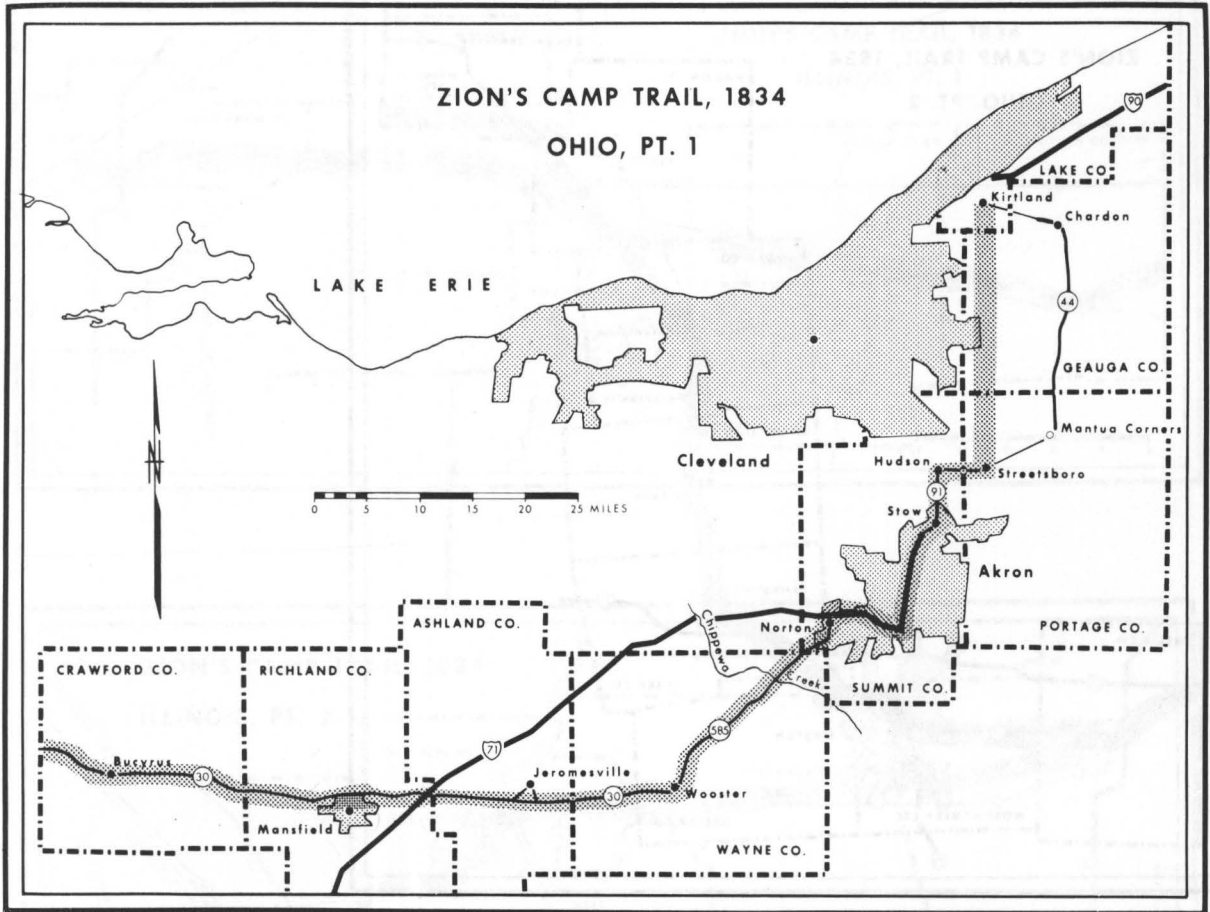 ZION'S CAMP TRAIL, 1834
OHIO, PT. 1
90
LAKE CO.
Kirtland
Chardon
LAKE ERIE
44
GEAUGA CO.
Mantua Corners
Cleveland
Hudson
Streetsboro
N
91
0 5 10 15 20 25 MILES
Stow
Akron
ASHLAND CO.
Chippewa
Norton
PORTAGE CO.
CRAWFORD CO.
RICHLAND CO.
Creek
SUMMIT CO.
585
71
Bucyrus
30
Jeromesville
30
Wooster
Mansfield
WAYNE CO.